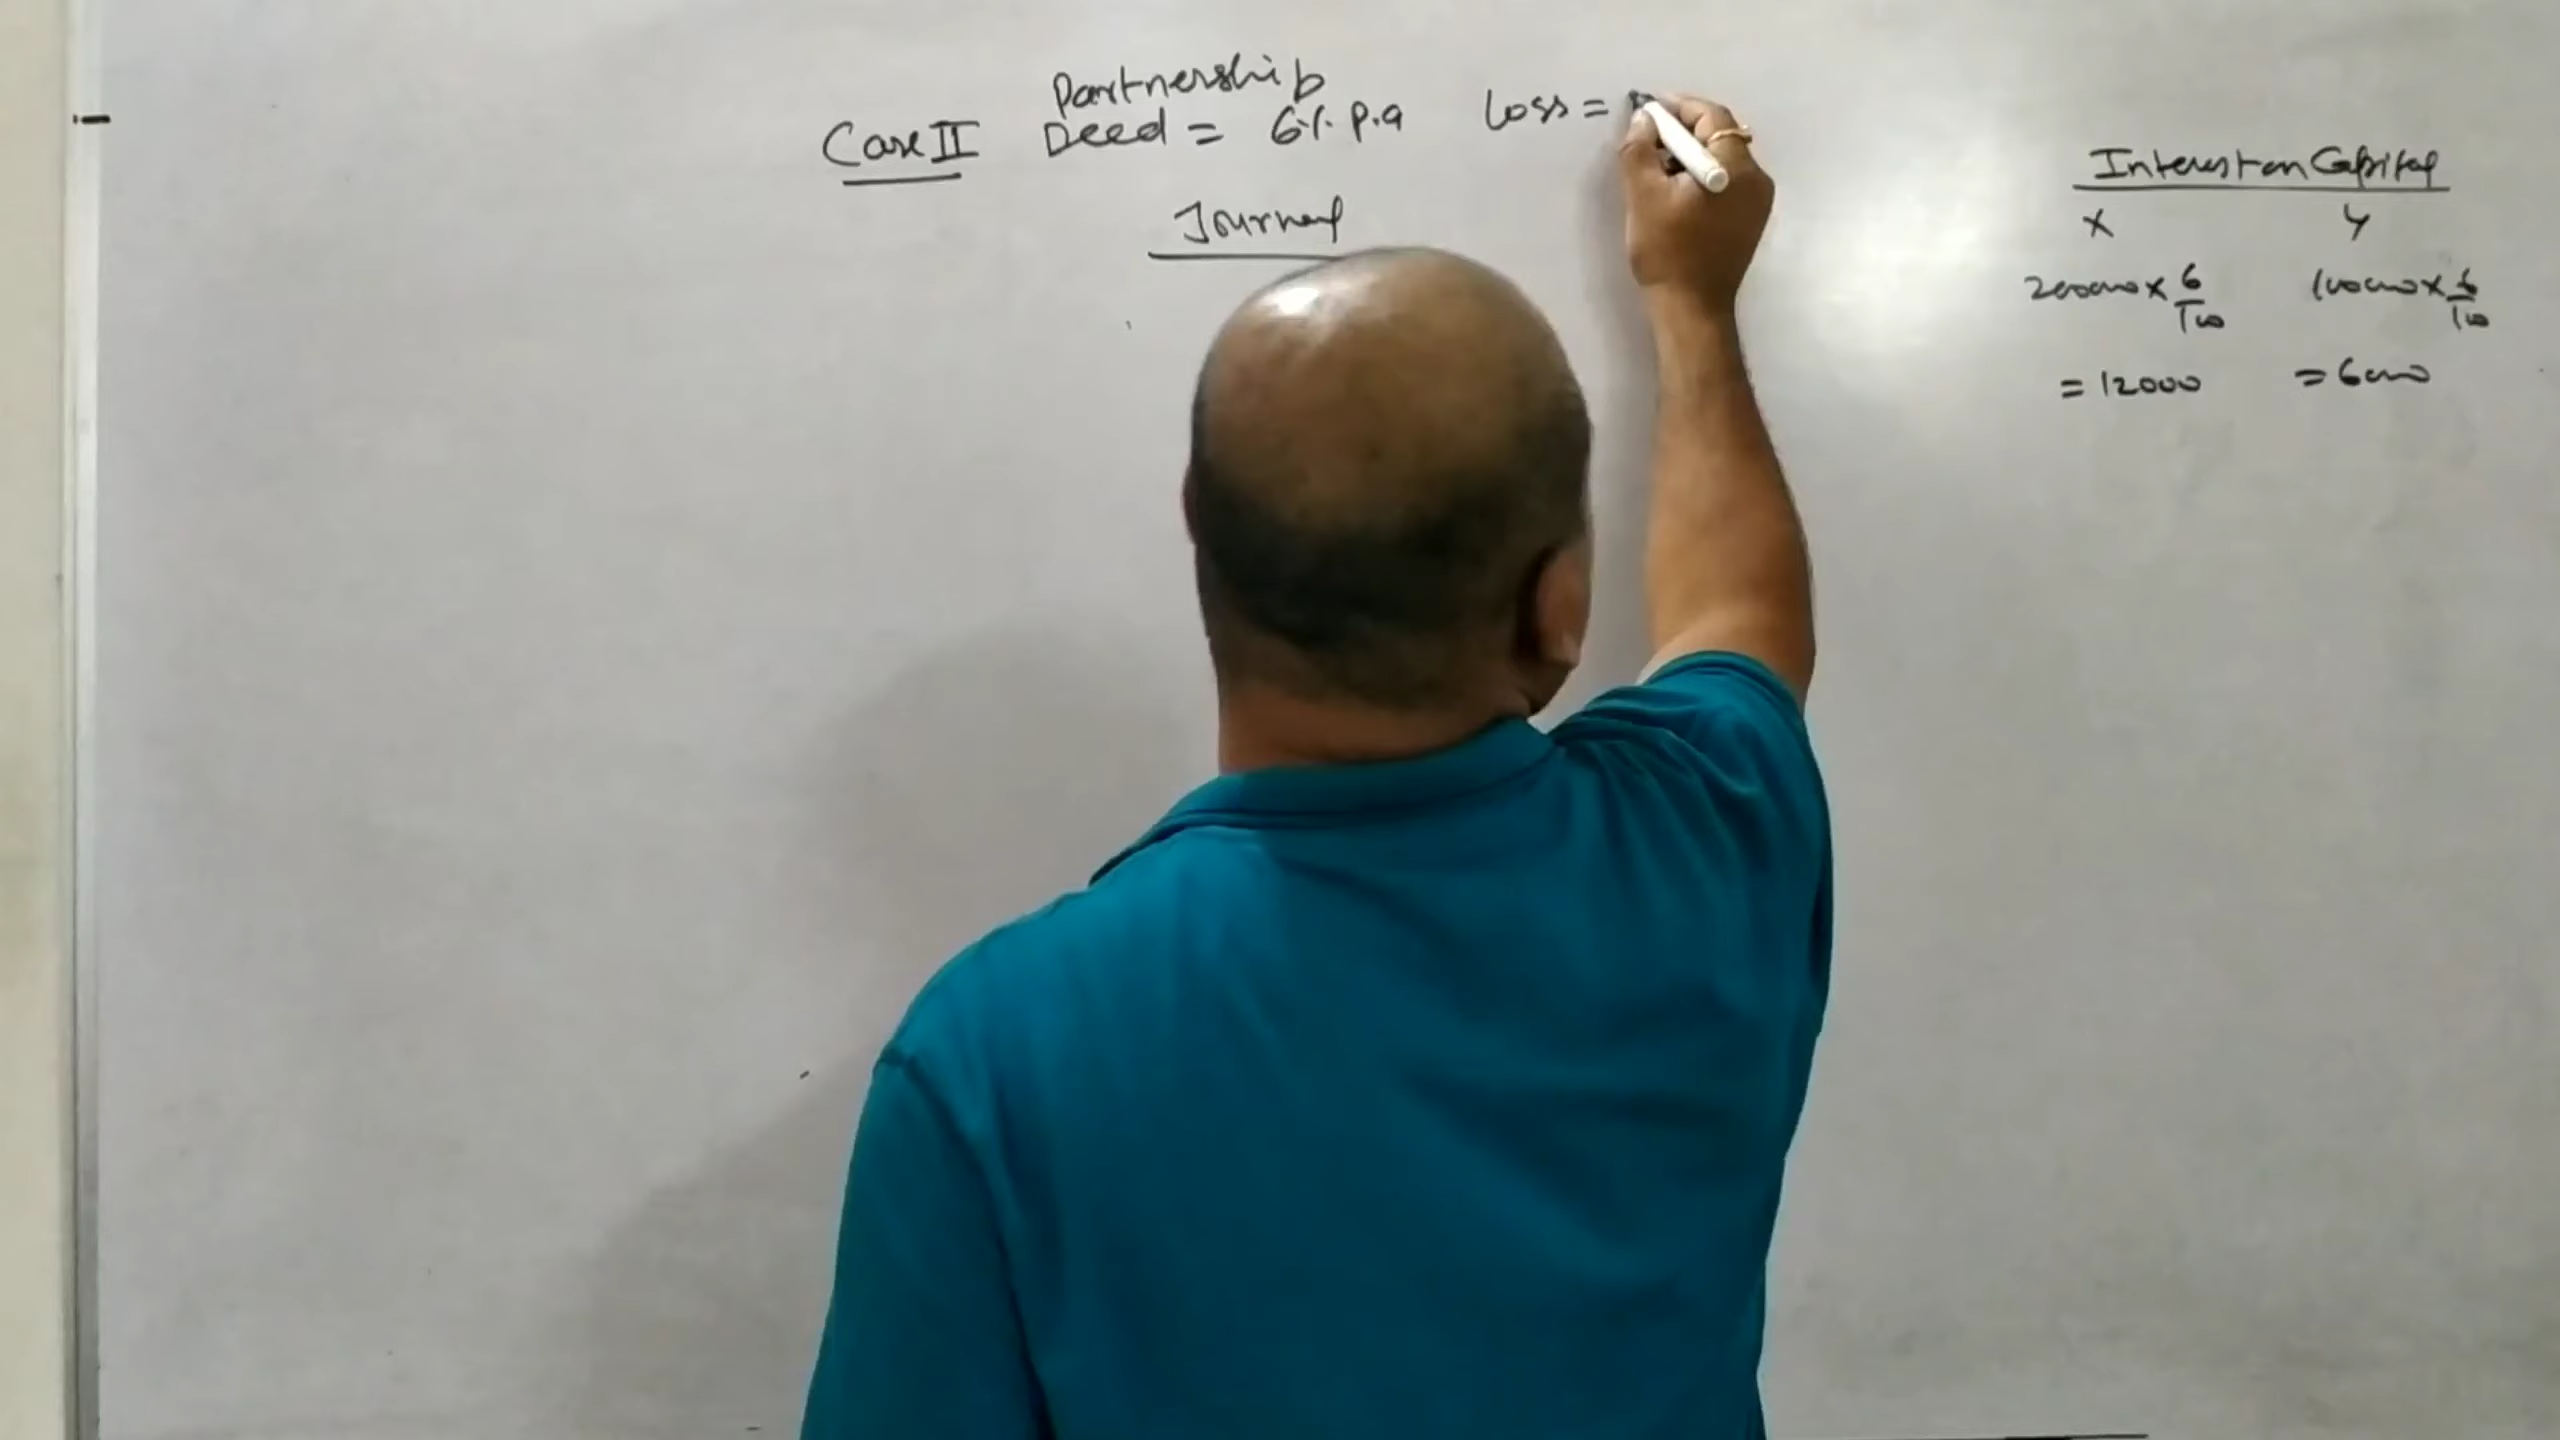 Partnership
Case II Deed = 6% P.a Loss =
Journal
Interest on Capital
X Y
200000 x 6/100 100000 x 6/100
= 12000 = 6000